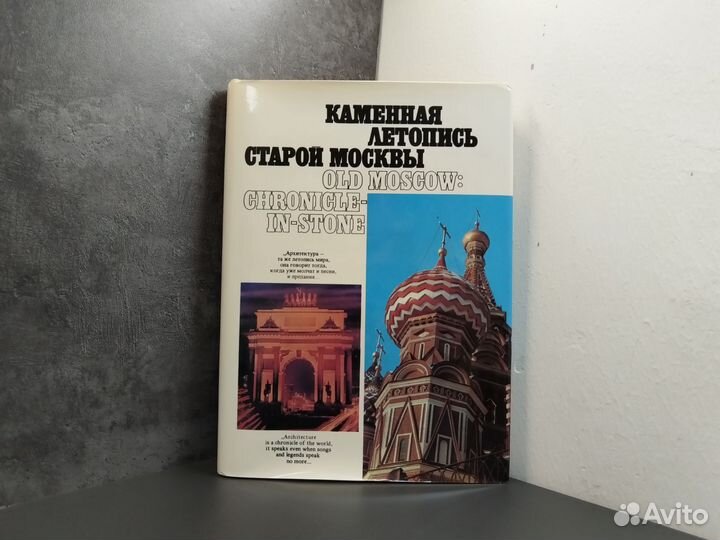 КАМЕННАЯ
ЛЕТОПИСЬ
СТАРОЙ МОСКВЫ
OLD MOSCOW:
CHRONICLE-
IN-STONE
„Архитектура –
та же летопись мира,
она говорит тогда,
когда уже молчат и песни,
и предания...
„Architecture
is a chronicle of the world,
it speaks even when songs
and legends speak
no more...
Avito